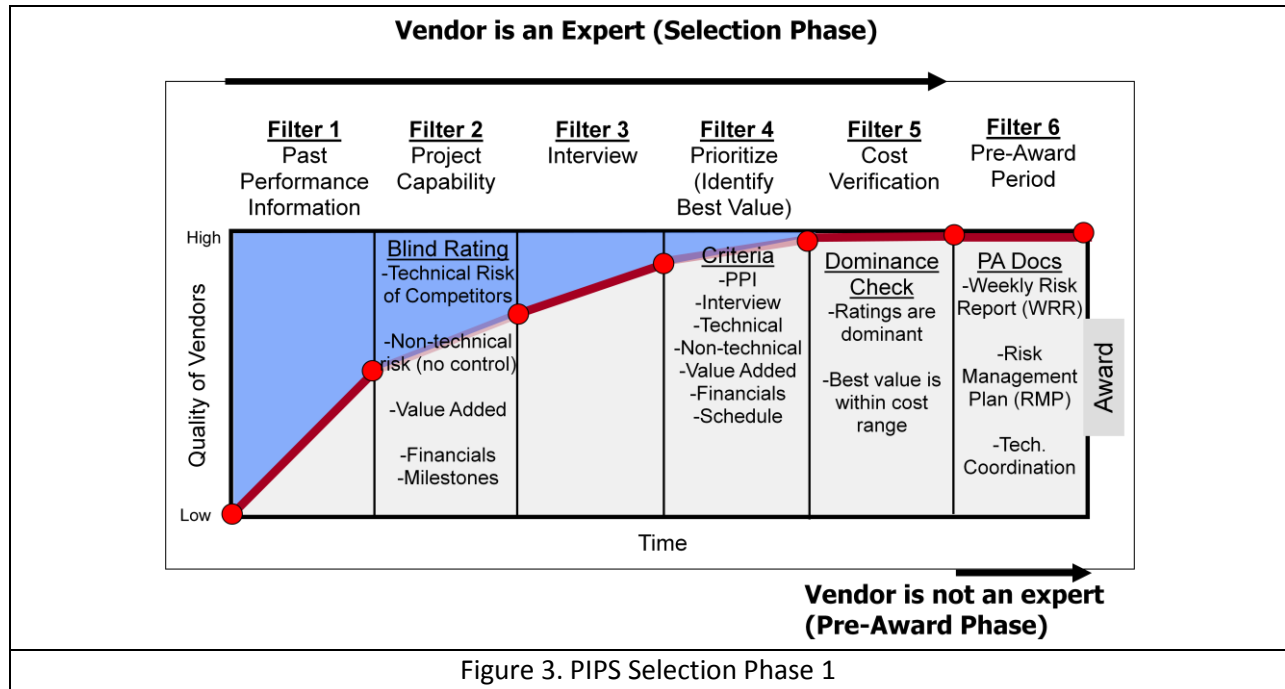 Vendor is an Expert (Selection Phase)
Filter 1
Past
Performance
Information
Filter 2
Project
Capability
Filter 3
Interview
Filter 4
Prioritize
(Identify
Best Value)
Filter 5
Cost
Verification
Filter 6
Pre-Award
Period
High
Quality of Vendors
Low
Blind Rating
-Technical Risk
of Competitors
-Non-technical
risk (no control)
-Value Added
-Financials
-Milestones
Criteria
-PPI
-Interview
-Technical
-Non-technical
-Value Added
-Financials
-Schedule
Dominance
Check
-Ratings are
dominant
-Best value is
within cost
range
PA Docs
-Weekly Risk
Report (WRR)
-Risk
Management
Plan (RMP)
-Tech.
Coordination
Award
Time
Vendor is not an expert
(Pre-Award Phase)
Figure 3. PIPS Selection Phase 1